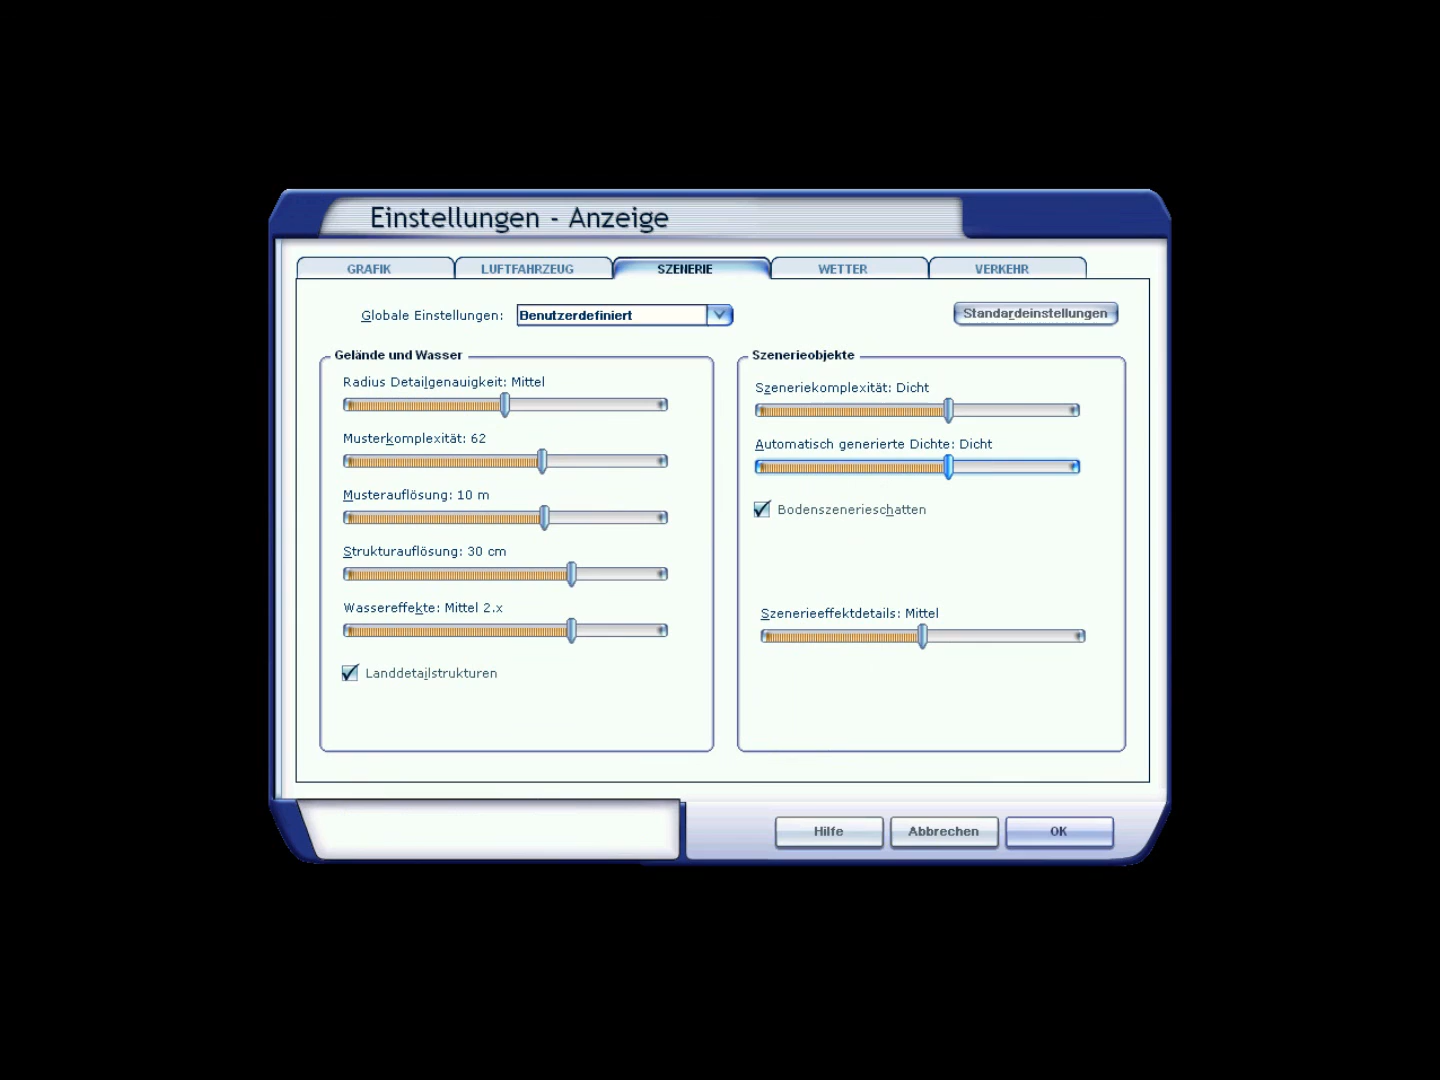 Einstellungen - Anzeige
GRAFIK
LUFTFAHRZEUG
SZENERIE
WETTER
VERKEHR
Globale Einstellungen:
Benutzerdefiniert
Standardeinstellungen
Gelände und Wasser
Radius Detailgenauigkeit: Mittel
Musterkomplexität: 62
Musterauflösung: 10 m
Strukturauflösung: 30 cm
Wassereffekte: Mittel 2.x
Landdetailstrukturen
Szenerieobjekte
Szeneriekomplexität: Dicht
Automatisch generierte Dichte: Dicht
Bodenszenerieschatten
Szenerieeffektdetails: Mittel
Hilfe
Abbrechen
OK